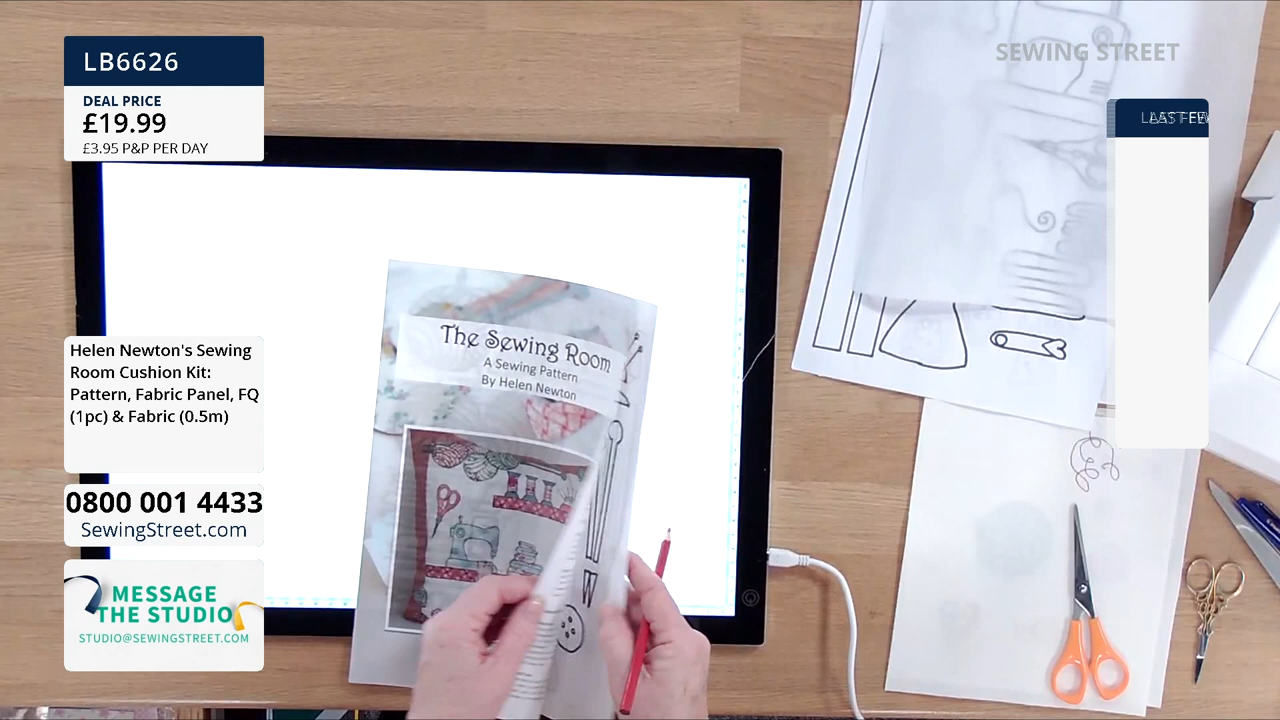 LB6626
DEAL PRICE
£19.99
£3.95 P&P PER DAY
SEWING STREET
The Sewing Room
A Sewing Pattern
By Helen Newton
Helen Newton's Sewing
Room Cushion Kit:
Pattern, Fabric Panel, FQ
(1pc) & Fabric (0.5m)
0800 001 4433
SewingStreet.com
MESSAGE
THE STUDIO
STUDIO@SEWINGSTREET.COM